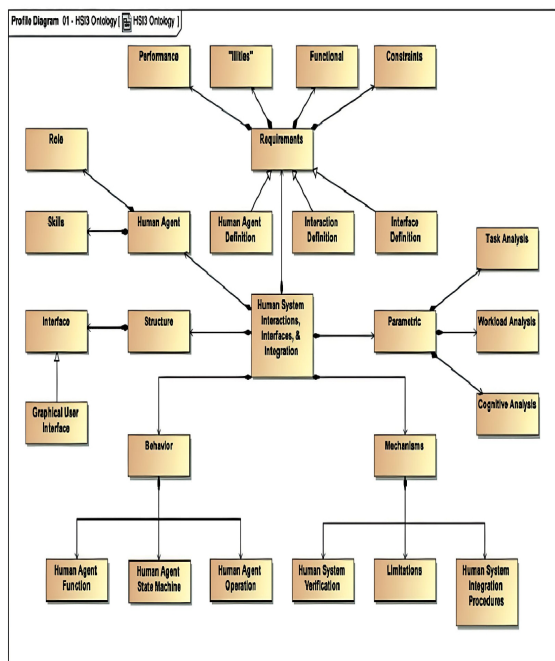 Profile Diagram 01 - HSI3 Ontology [ HSI3 Ontology ]
Performance
"Ilities"
Functional
Constraints
Requirements
Role
Skills
Human Agent
Human Agent
Definition
Interaction
Definition
Interface
Definition
Task Analysis
Interface
Structure
Human System
Interactions,
Interfaces, &
Integration
Parametric
Workload Analysis
Graphical User
Interface
Cognitive Analysis
Behavior
Mechanisms
Human Agent
Function
Human Agent
State Machine
Human Agent
Operation
Human System
Verification
Limitations
Human System
Integration
Procedures